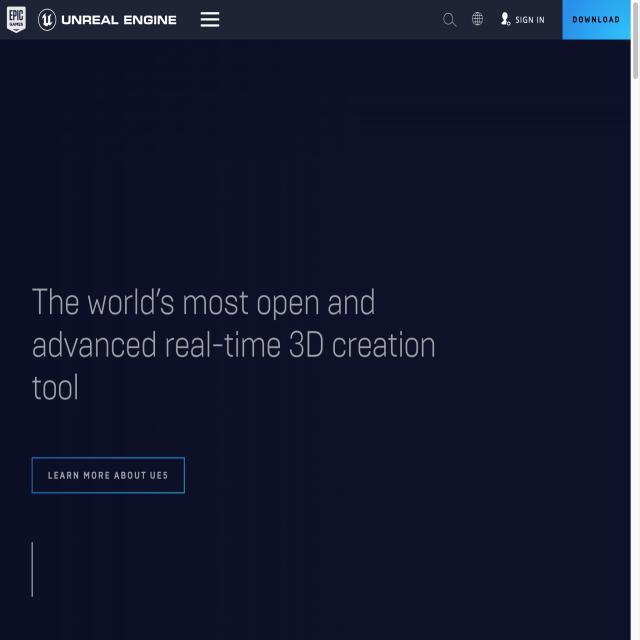 EPIC
GAMES
UNREAL ENGINE
SIGN IN
DOWNLOAD
The world's most open and
advanced real-time 3D creation
tool
LEARN MORE ABOUT UE5